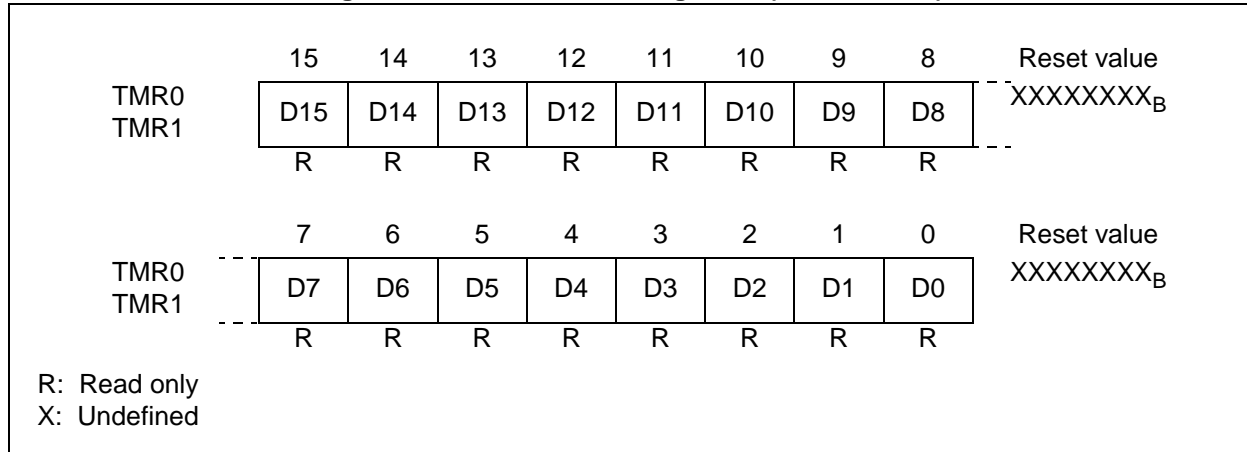 15 14 13 12 11 10 9 8 Reset value
TMR0 D15 D14 D13 D12 D11 D10 D9 D8 XXXXXXXXB
TMR1
R R R R R R R R
7 6 5 4 3 2 1 0 Reset value
TMR0 D7 D6 D5 D4 D3 D2 D1 D0 XXXXXXXXB
TMR1
R R R R R R R R
R: Read only
X: Undefined